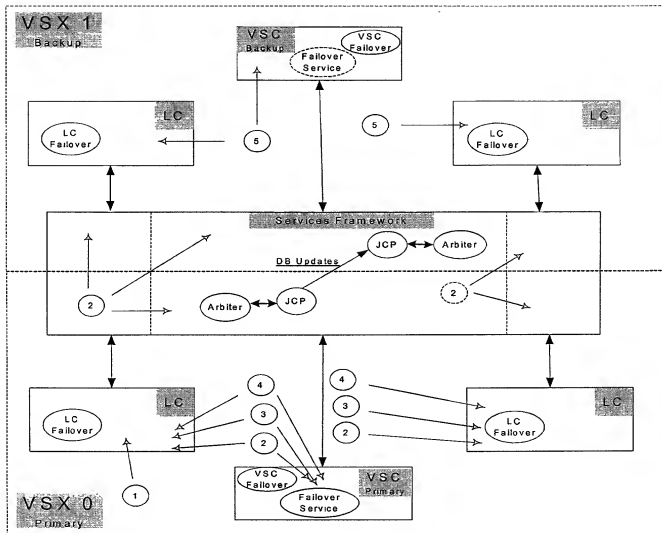 VSX 1
Backup
VSC
Backup
VSC
Failover
Failover
Service
LC
LC
Failover
5
5
LC
LC
Failover
Services Framework
JCP
Arbiter
DB Updates
2
Arbiter
JCP
2
LC
LC
Failover
4
3
2
4
3
2
LC
LC
Failover
1
VSC
Failover
VSC
Primary
Failover
Service
VSX 0
Primary